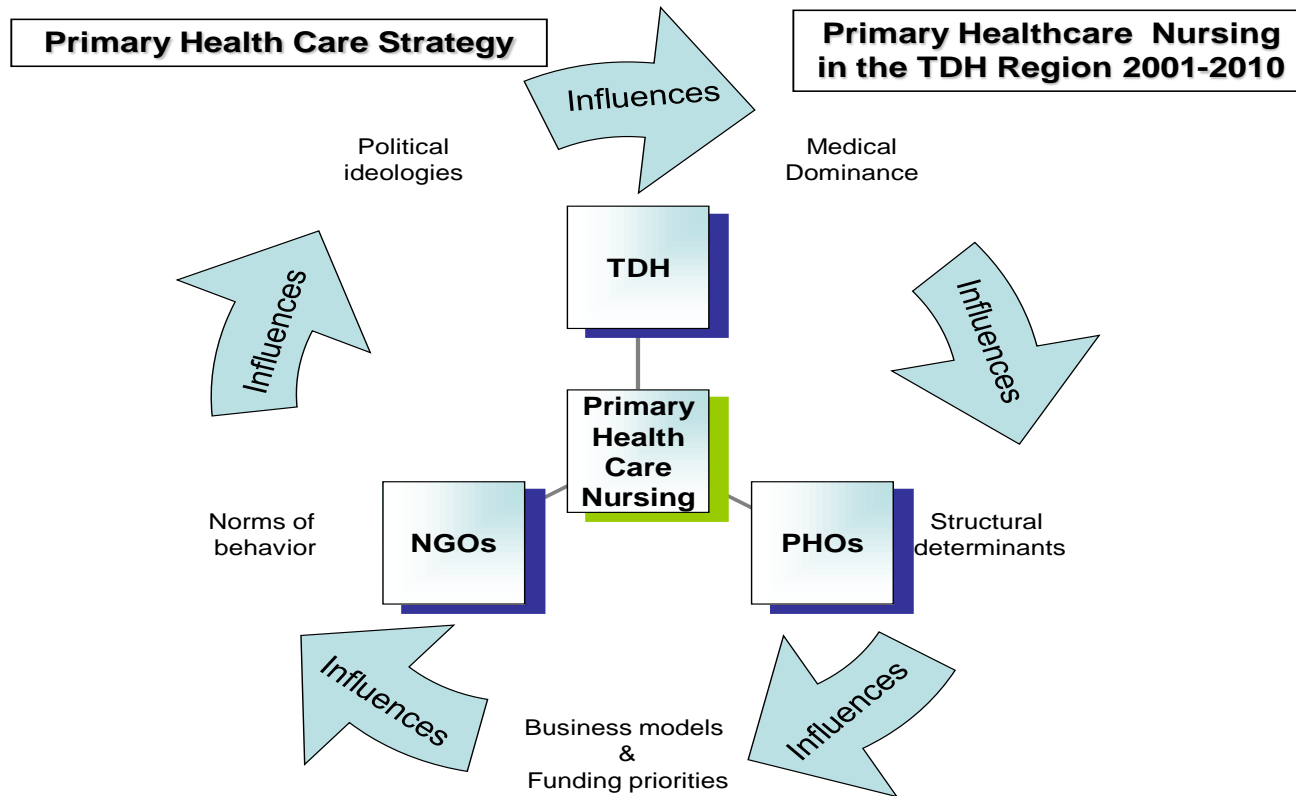 Primary Health Care Strategy
Primary Healthcare Nursing
in the TDH Region 2001-2010
Influences
Political
ideologies
Medical
Dominance
TDH
Influences
Influences
Primary
Health
Care
Nursing
Norms of
behavior
NGOs
PHOs
Structural
determinants
Influences
Influences
Business models
&
Funding priorities